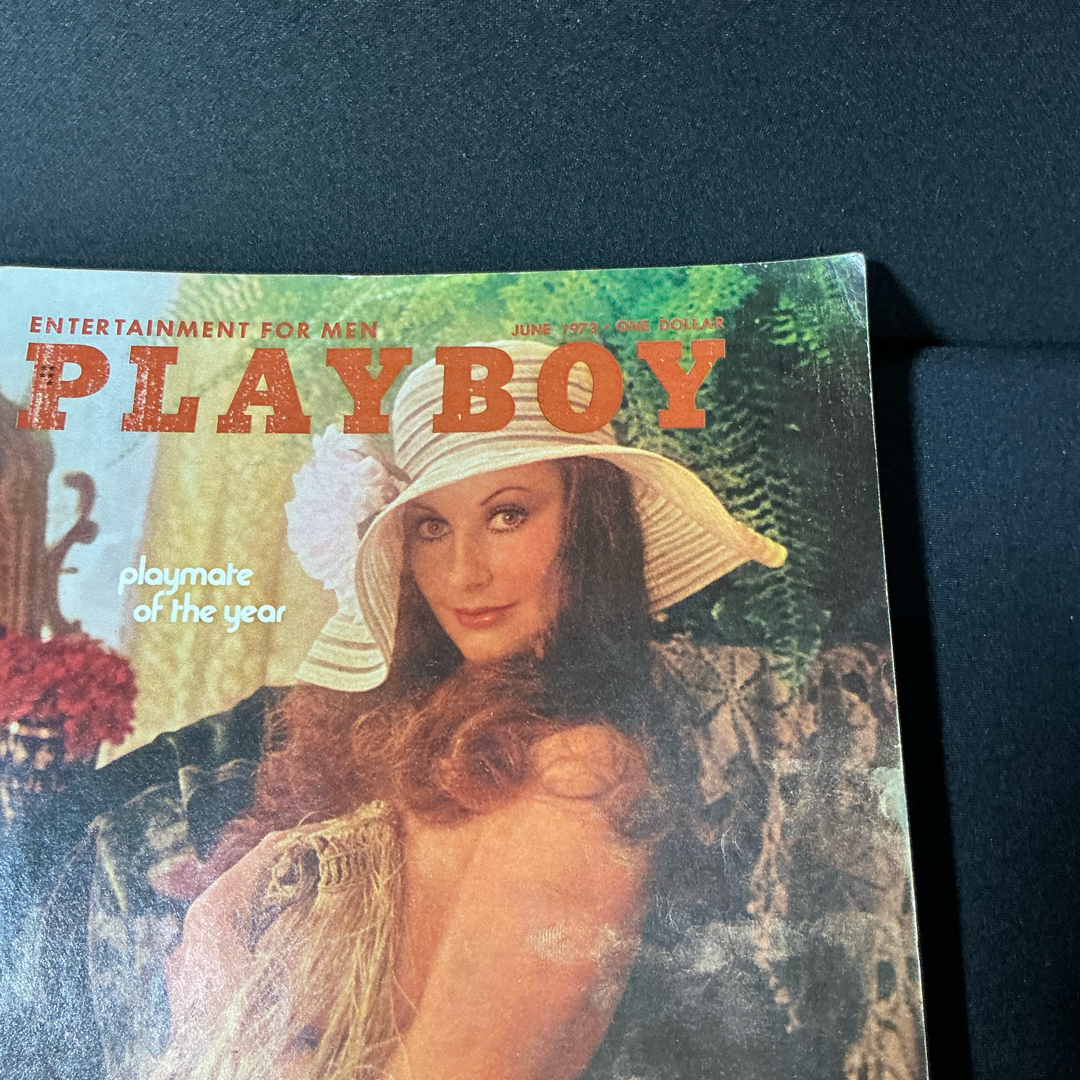 ENTERTAINMENT FOR MEN
JUNE 1973 • ONE DOLLAR
PLAYBOY
playmate
of the year